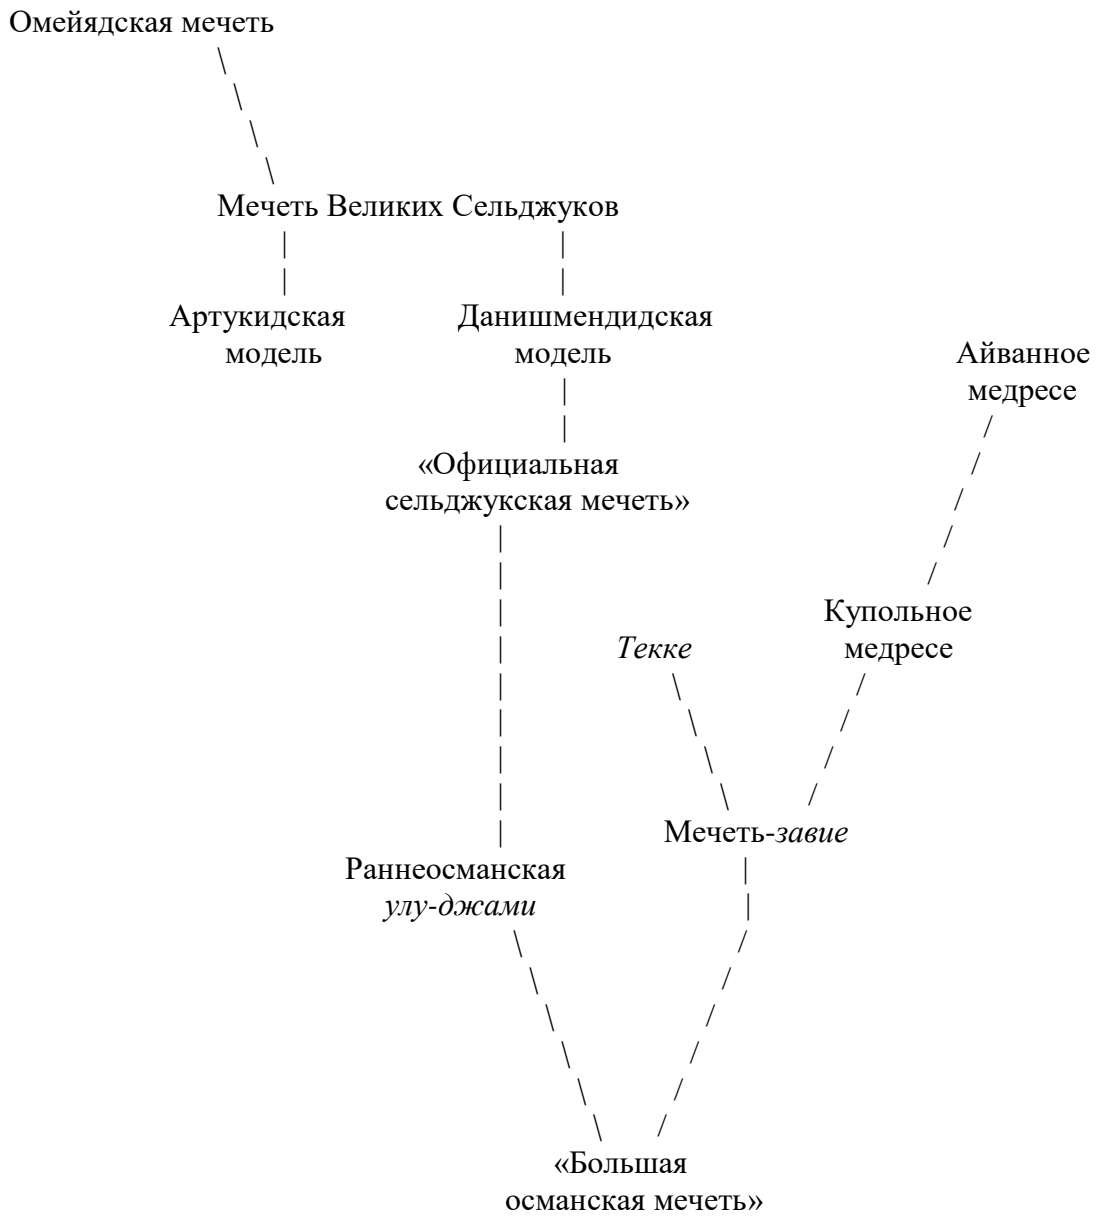 Омейядская мечеть
Мечеть Великих Сельджуков
Артукидская
модель
Данишмендидская
модель
Айванное
медресе
«Официальная
сельджукская мечеть»
Купольное
медресе
Текке
Мечеть-завие
Раннеосманская
улу-джами
«Большая
османская мечеть»